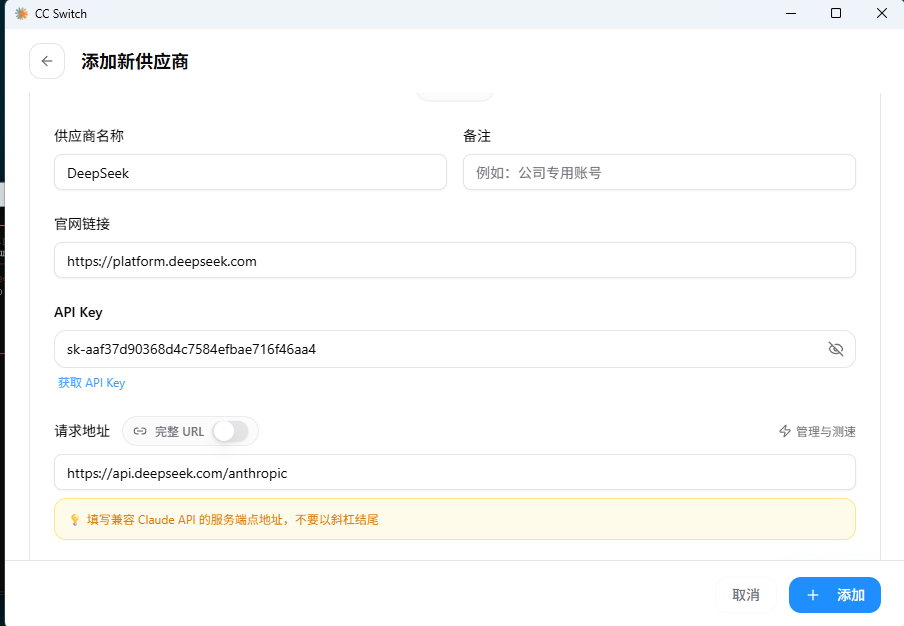 CC Switch
添加新供应商
供应商名称
备注
DeepSeek
例如：公司专用账号
官网链接
https://platform.deepseek.com
API Key
sk-aaf37d90368d4c7584efbae716f46aa4
获取 API Key
请求地址
完整 URL
管理与测速
https://api.deepseek.com/anthropic
填写兼容 Claude API 的服务端点地址，不要以斜杠结尾
取消
添加